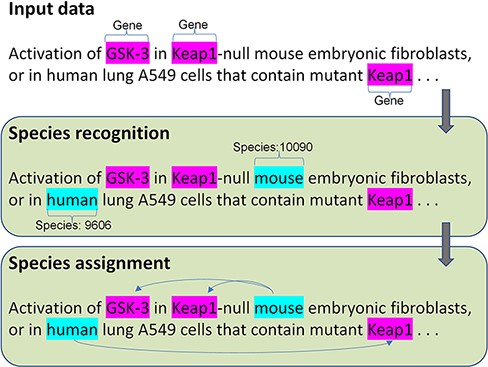 Input data
Gene Gene
Activation of GSK-3 in Keap1-null mouse embryonic fibroblasts,
or in human lung A549 cells that contain mutant Keap1 . . .
Gene
Species recognition
Species:10090
Activation of GSK-3 in Keap1-null mouse embryonic fibroblasts,
or in human lung A549 cells that contain mutant Keap1 . . .
Species: 9606
Species assignment
Activation of GSK-3 in Keap1-null mouse embryonic fibroblasts,
or in human lung A549 cells that contain mutant Keap1 . . .